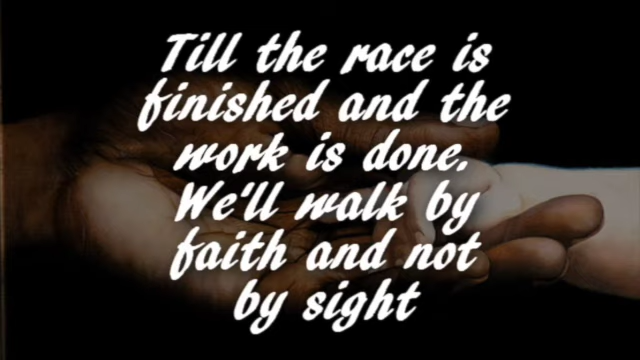 Till the race is
finished and the
work is done.
We'll walk by
faith and not
by sight